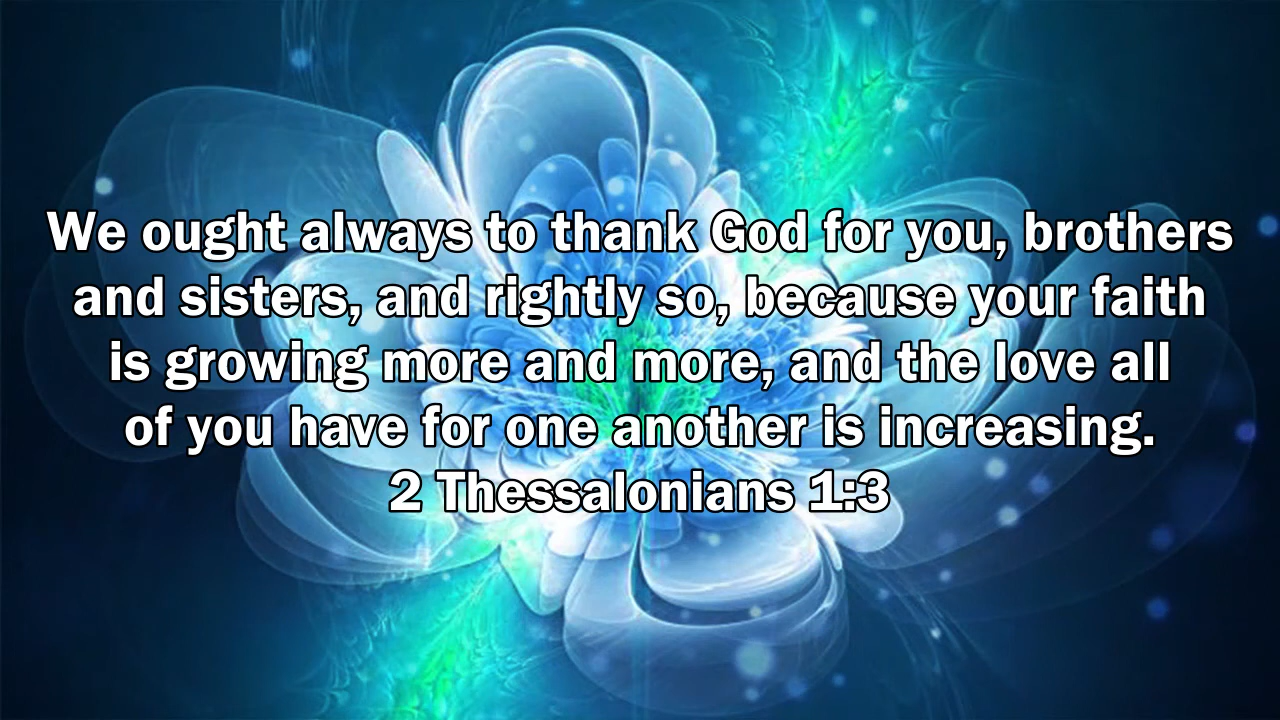 We ought always to thank God for you, brothers
and sisters, and rightly so, because your faith
is growing more and more, and the love all
of you have for one another is increasing.
2 Thessalonians 1:3